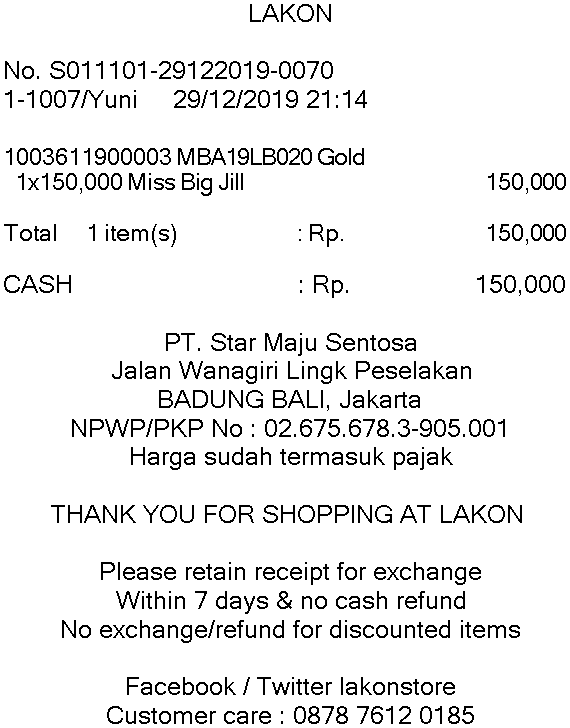 LAKON
No. S011101-29122019-0070
1-1007/Yuni 29/12/2019 21:14
1003611900003 MBA19LB020 Gold
1x150,000 Miss Big Jill 150,000
Total 1 item(s) : Rp. 150,000
CASH : Rp. 150,000
PT. Star Maju Sentosa
Jalan Wanagiri Lingk Peselakan
BADUNG BALI, Jakarta
NPWP/PKP No : 02.675.678.3-905.001
Harga sudah termasuk pajak
THANK YOU FOR SHOPPING AT LAKON
Please retain receipt for exchange
Within 7 days & no cash refund
No exchange/refund for discounted items
Facebook / Twitter lakonstore
Customer care : 0878 7612 0185